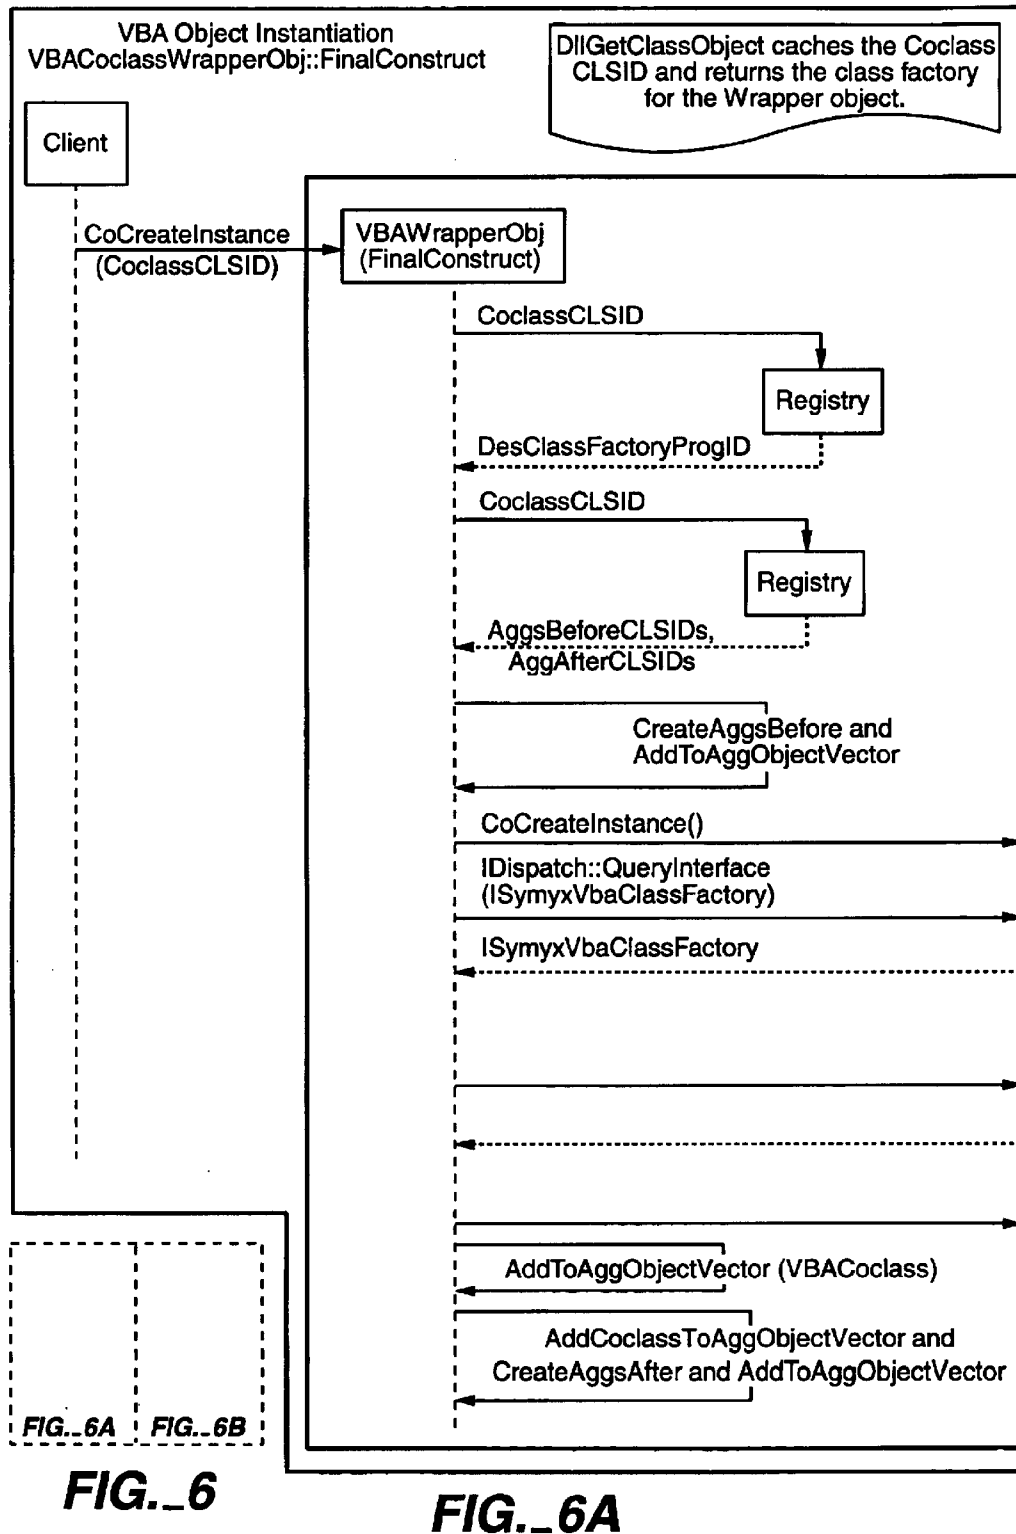 VBA Object Instantiation
VBACoclassWrapperObj::FinalConstruct
DllGetClassObject caches the Coclass
CLSID and returns the class factory
for the Wrapper object.
Client
CoCreateInstance
(CoclassCLSID)
VBAWrapperObj
(FinalConstruct)
CoclassCLSID
Registry
DesClassFactoryProgID
CoclassCLSID
Registry
AggsBeforeCLSIDs,
AggAfterCLSIDs
CreateAggsBefore and
AddToAggObjectVector
CoCreateInstance()
IDispatch::QueryInterface
(ISymyxVbaClassFactory)
ISymyxVbaClassFactory
AddToAggObjectVector (VBACoclass)
AddCoclassToAggObjectVector and
CreateAggsAfter and AddToAggObjectVector
FIG._6A
FIG._6B
FIG._6
FIG._6A